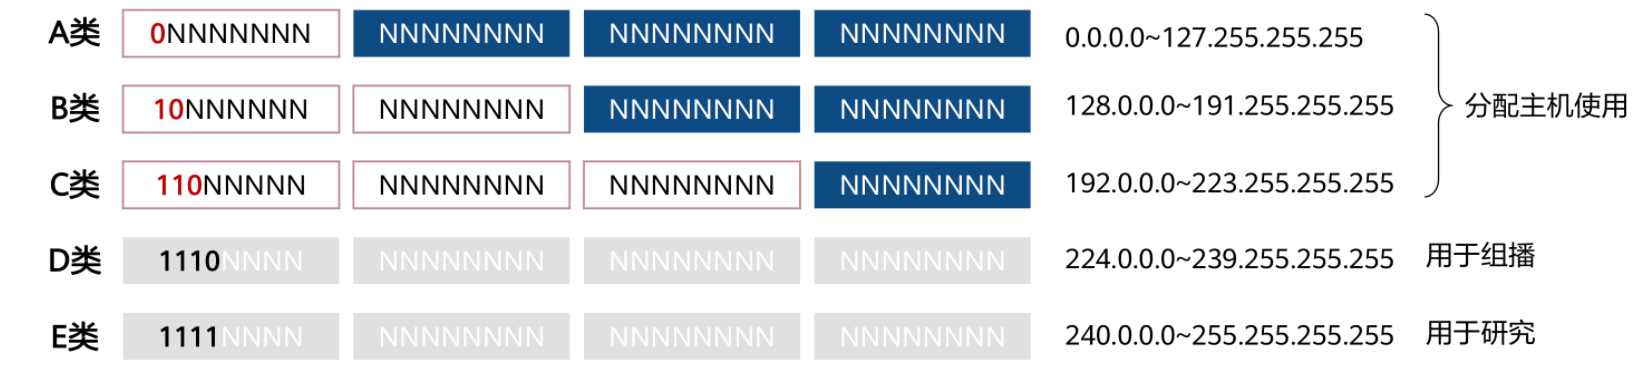 A类 0NNNNNNN NNNNNNNN NNNNNNNN NNNNNNNN 0.0.0.0~127.255.255.255
B类 10NNNNNN NNNNNNNN NNNNNNNN NNNNNNNN 128.0.0.0~191.255.255.255 分配主机使用
C类 110NNNNN NNNNNNNN NNNNNNNN NNNNNNNN 192.0.0.0~223.255.255.255
D类 1110NNNN NNNNNNNN NNNNNNNN NNNNNNNN 224.0.0.0~239.255.255.255 用于组播
E类 1111NNNN NNNNNNNN NNNNNNNN NNNNNNNN 240.0.0.0~255.255.255.255 用于研究